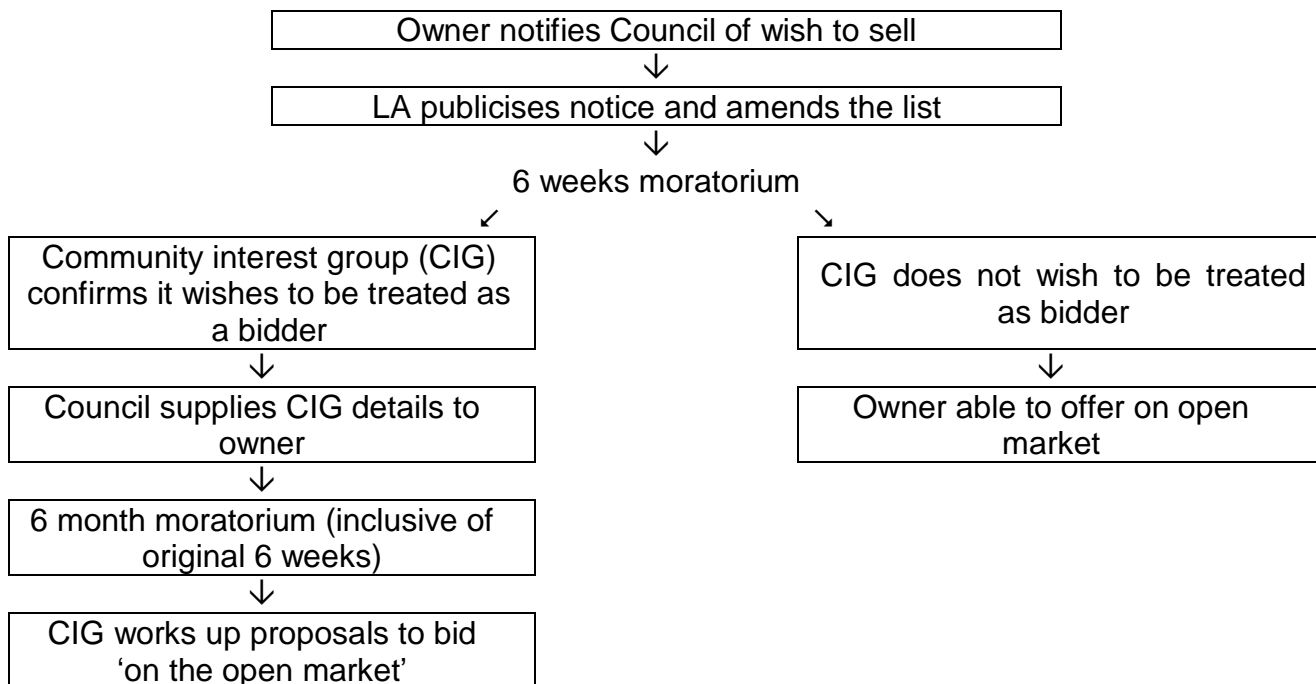 Owner notifies Council of wish to sell
↓
LA publicises notice and amends the list
↓
6 weeks moratorium
↙ ↘
Community interest group (CIG)
confirms it wishes to be treated as
a bidder
↓
Council supplies CIG details to
owner
↓
6 month moratorium (inclusive of
original 6 weeks)
↓
CIG works up proposals to bid
‘on the open market’
CIG does not wish to be treated
as bidder
↓
Owner able to offer on open
market